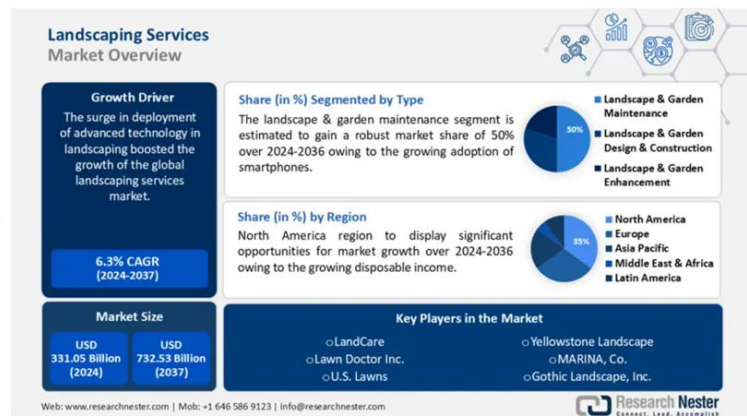 Landscaping Services
Market Overview
Growth Driver
The surge in deployment
of advanced technology in
landscaping boosted the
growth of the global
landscaping services
market.
6.3% CAGR
(2024-2037)
Share (in %) Segmented by Type
The landscape & garden maintenance segment is
estimated to gain a robust market share of 50%
over 2024-2036 owing to the growing adoption of
smartphones.
50%
Landscape & Garden
Maintenance
Landscape & Garden
Design & Construction
Landscape & Garden
Enhancement
Share (in %) by Region
North America region to display significant
opportunities for market growth over 2024-2036
owing to the growing disposable income.
35%
North America
Europe
Asia Pacific
Middle East & Africa
Latin America
Market Size
USD
331.05 Billion
(2024)
USD
732.53 Billion
(2037)
Key Players in the Market
LandCare
Lawn Doctor Inc.
U.S. Lawns
Yellowstone Landscape
MARINA, Co.
Gothic Landscape, Inc.
Web: www.researchnester.com | Mob: +1 646 586 9123 | info@researchnester.com
Research Nester
Connect. Lead. Accomplish